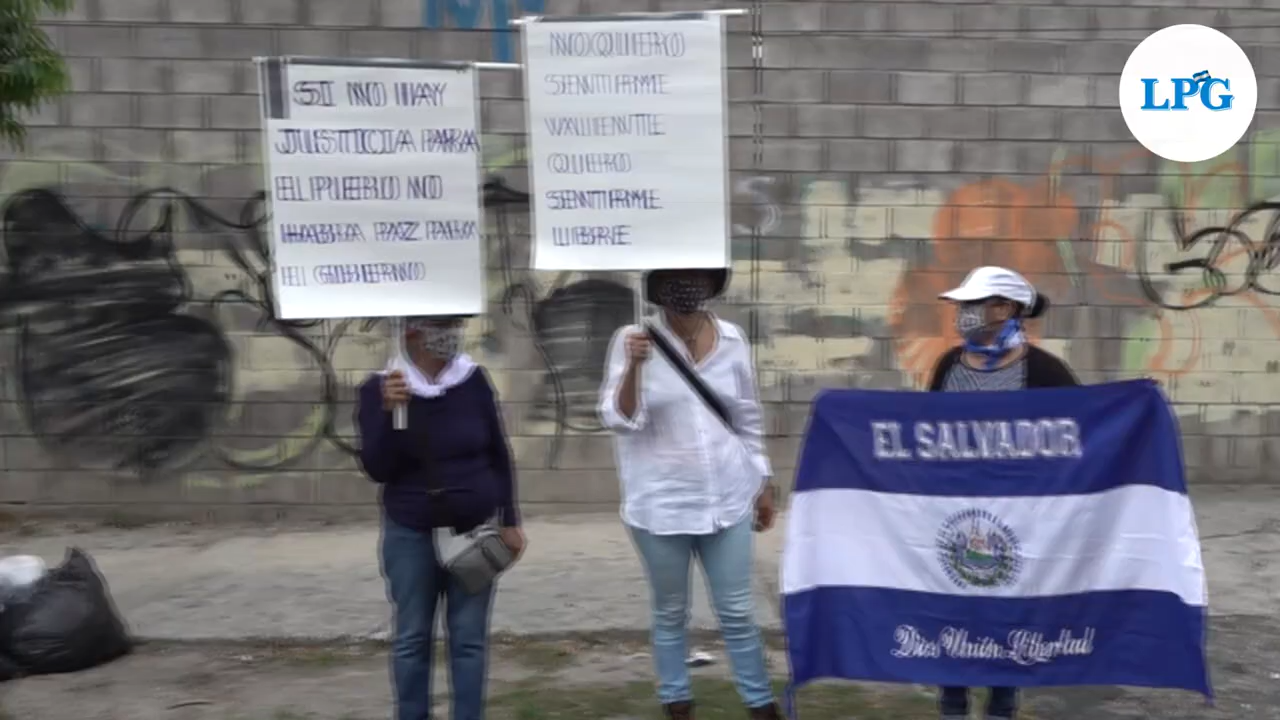 SI NO HAY
JUSTICIA PARA
EL PUEBLO NO
HABRA PAZ PARA
EL GOBIERNO
NO QUIERO
SENTIRME
VALIENTE
QUIERO
SENTIRME
LIBRE
LPG
EL SALVADOR
Dios Unión Libertad